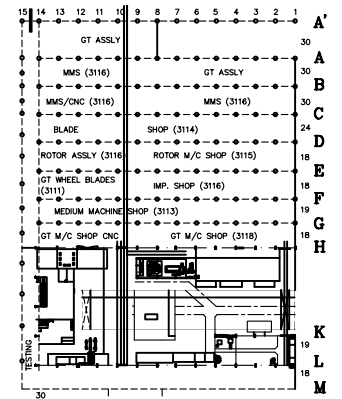 15 14 13 12 11 10 9 8 7 6 5 4 3 2 1 A'
GT ASSLY 30
A
MMS (3116) GT ASSLY 30
B
MMS/CNC (3116) MMS (3116) 30
C
BLADE SHOP (3114) 24
D
ROTOR ASSLY (3116 ROTOR M/C SHOP (3115) 18
E
GT WHEEL BLADES IMP. SHOP (3116) 18
(3111)
F
MEDIUM MACHINE SHOP (3113) 19
G
GT M/C SHOP CNC GT M/C SHOP (3118) 18
H
K
19
TESTING L
18
30 M